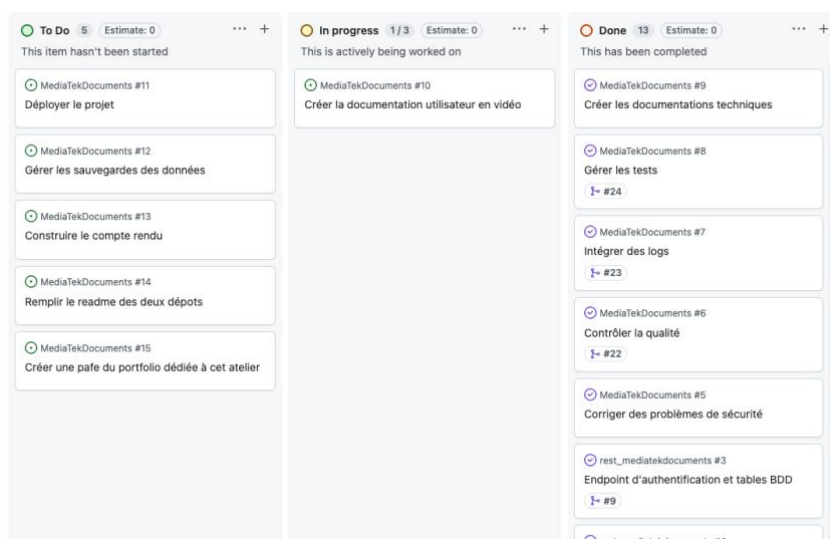 To Do 5 Estimate: 0
This item hasn't been started
MediaTekDocuments #11
Déployer le projet
MediaTekDocuments #12
Gérer les sauvegardes des données
MediaTekDocuments #13
Construire le compte rendu
MediaTekDocuments #14
Remplir le readme des deux dépots
MediaTekDocuments #15
Créer une pafe du portfolio dédiée à cet atelier
In progress 1/3 Estimate: 0
This is actively being worked on
MediaTekDocuments #10
Créer la documentation utilisateur en vidéo
Done 13 Estimate: 0
This has been completed
MediaTekDocuments #9
Créer les documentations techniques
MediaTekDocuments #8
Gérer les tests
#24
MediaTekDocuments #7
Intégrer des logs
#23
MediaTekDocuments #6
Contrôler la qualité
#22
MediaTekDocuments #5
Corriger des problèmes de sécurité
rest_mediatekdocuments #3
Endpoint d'authentification et tables BDD
#9